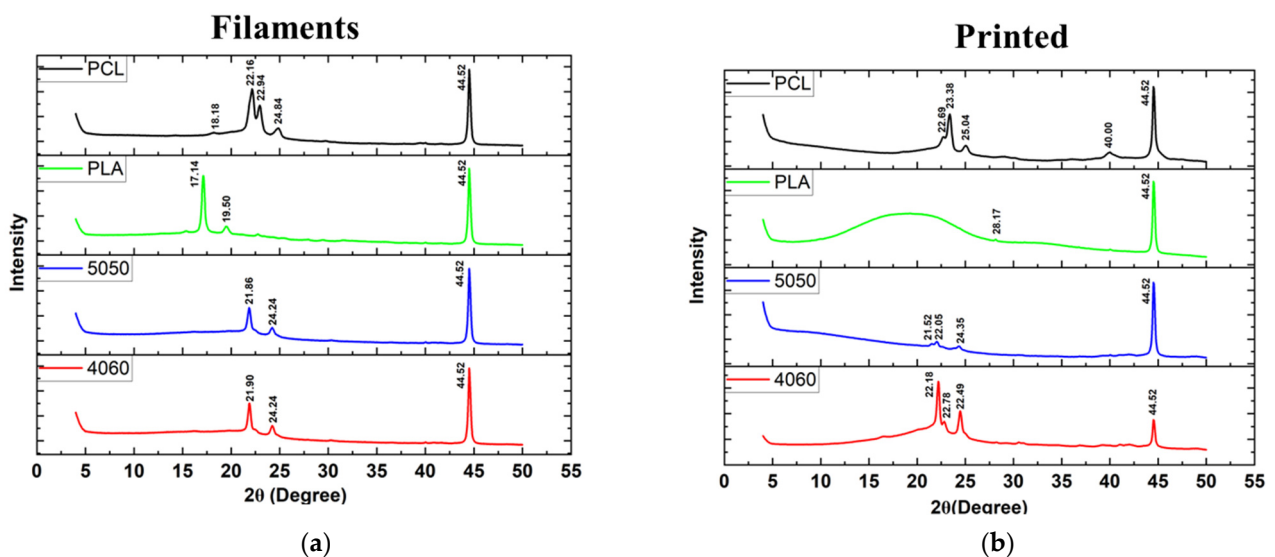 Filaments
PCL
18.18
22.16
22.94
24.84
44.52
PLA
17.14
19.50
44.52
5050
21.86
24.24
44.52
4060
21.90
24.24
44.52
Intensity
0 5 10 15 20 25 30 35 40 45 50 55
2θ (Degree)
(a)
Printed
PCL
22.69
23.38
25.04
40.00
44.52
PLA
28.17
44.52
5050
21.52
22.05
24.35
44.52
4060
22.18
22.78
22.49
44.52
Intensity
0 5 10 15 20 25 30 35 40 45 50 55
2θ(Degree)
(b)